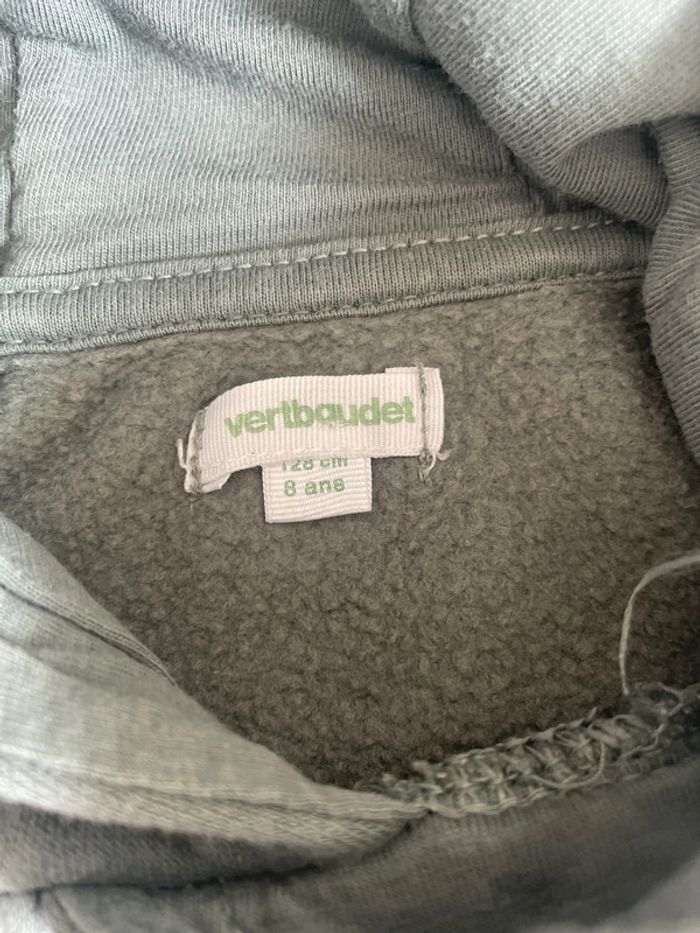 vertbaudet
128 cm
8 ans